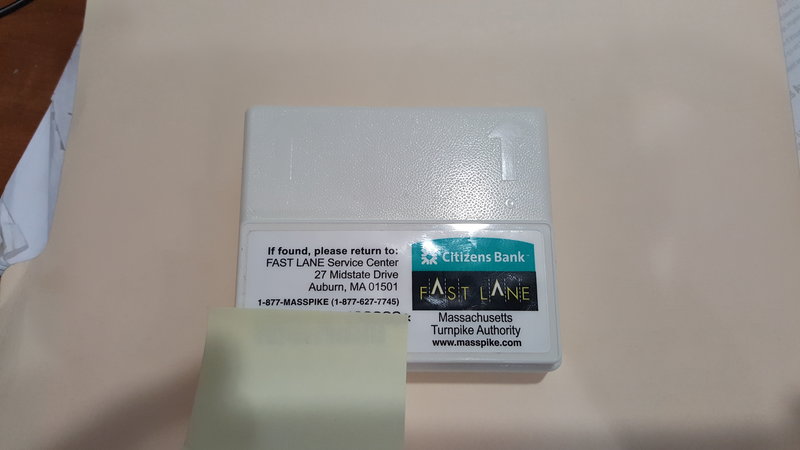 If found, please return to:
FAST LANE Service Center
27 Midstate Drive
Auburn, MA 01501
1-877-MASSPIKE (1-877-627-7745)
Citizens Bank™
FAST LANE
Massachusetts
Turnpike Authority
www.masspike.com